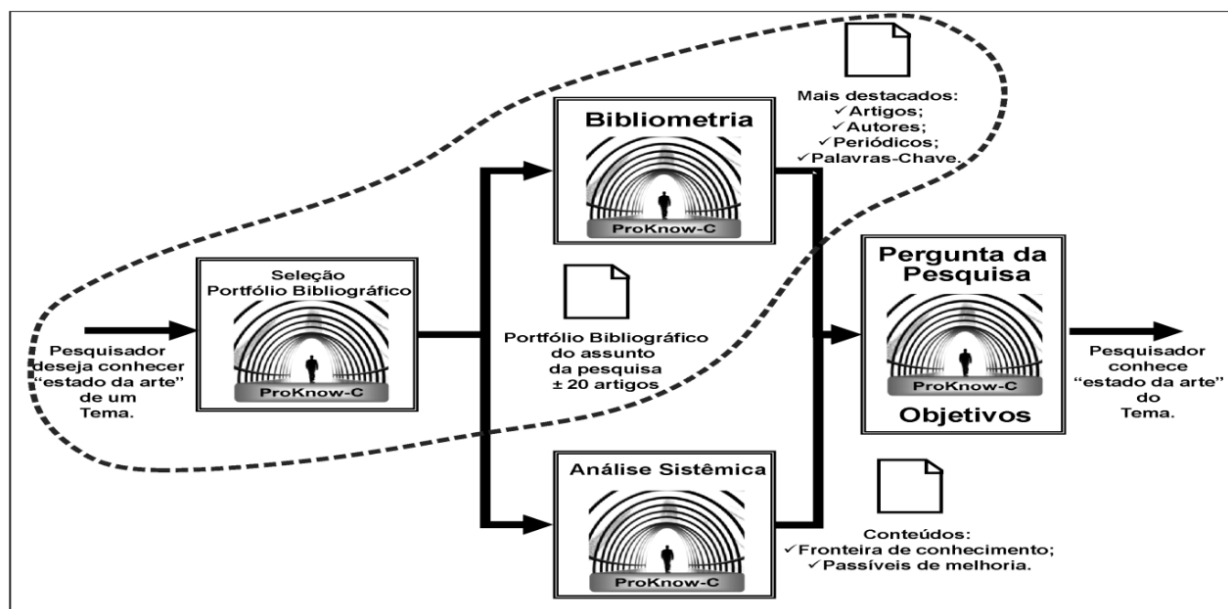 Pesquisador
deseja conhecer
“estado da arte”
de um
Tema.
Seleção
Portfólio Bibliográfico
ProKnow-C
Bibliometria
ProKnow-C
Mais destacados:
✓Artigos;
✓Autores;
✓Periódicos;
✓Palavras-Chave.
Portfólio Bibliográfico
do assunto
da pesquisa
± 20 artigos
Análise Sistêmica
ProKnow-C
Pergunta da
Pesquisa
ProKnow-C
Objetivos
Conteúdos:
✓Fronteira de conhecimento;
✓Passíveis de melhoria.
Pesquisador
conhece
“estado da arte”
do
Tema.